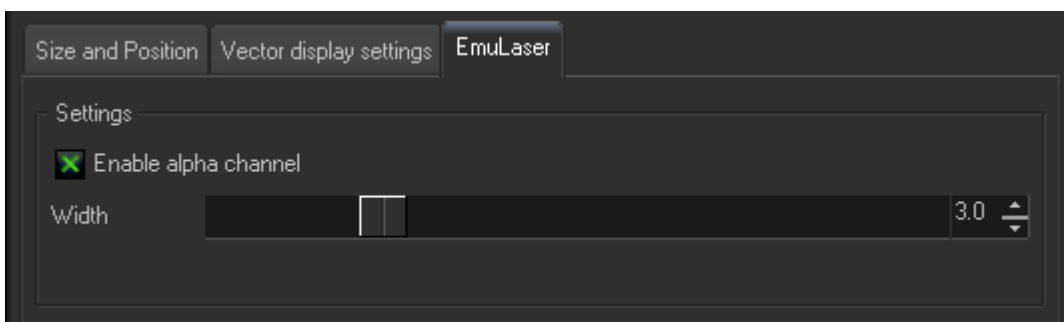 Size and Position Vector display settings EmuLaser
Settings
Enable alpha channel
Width 3.0